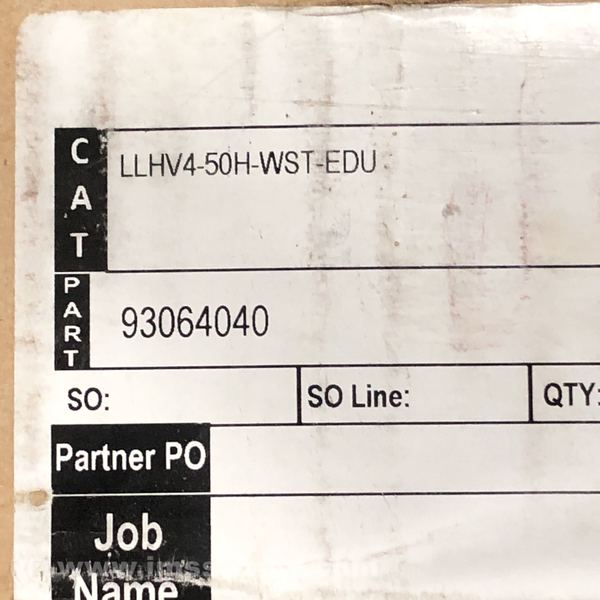 CAT
LLHV4-50H-WST-EDU
PART
93064040
SO:
SO Line:
QTY:
Partner PO
Job
Name